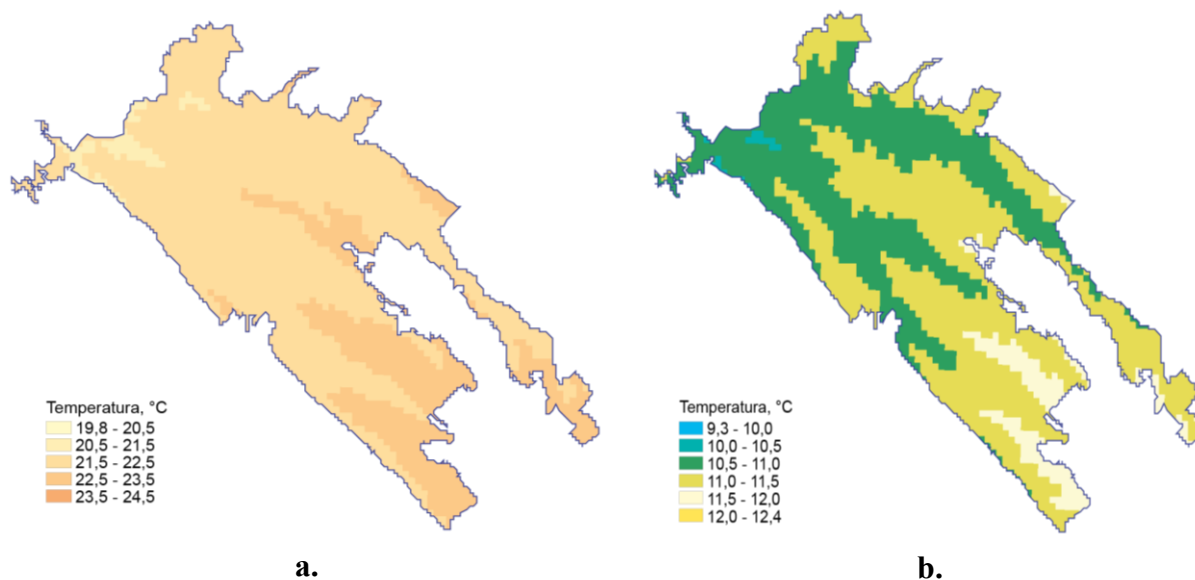 Temperatura, °C
19,8 - 20,5
20,5 - 21,5
21,5 - 22,5
22,5 - 23,5
23,5 - 24,5
a.
Temperatura, °C
9,3 - 10,0
10,0 - 10,5
10,5 - 11,0
11,0 - 11,5
11,5 - 12,0
12,0 - 12,4
b.